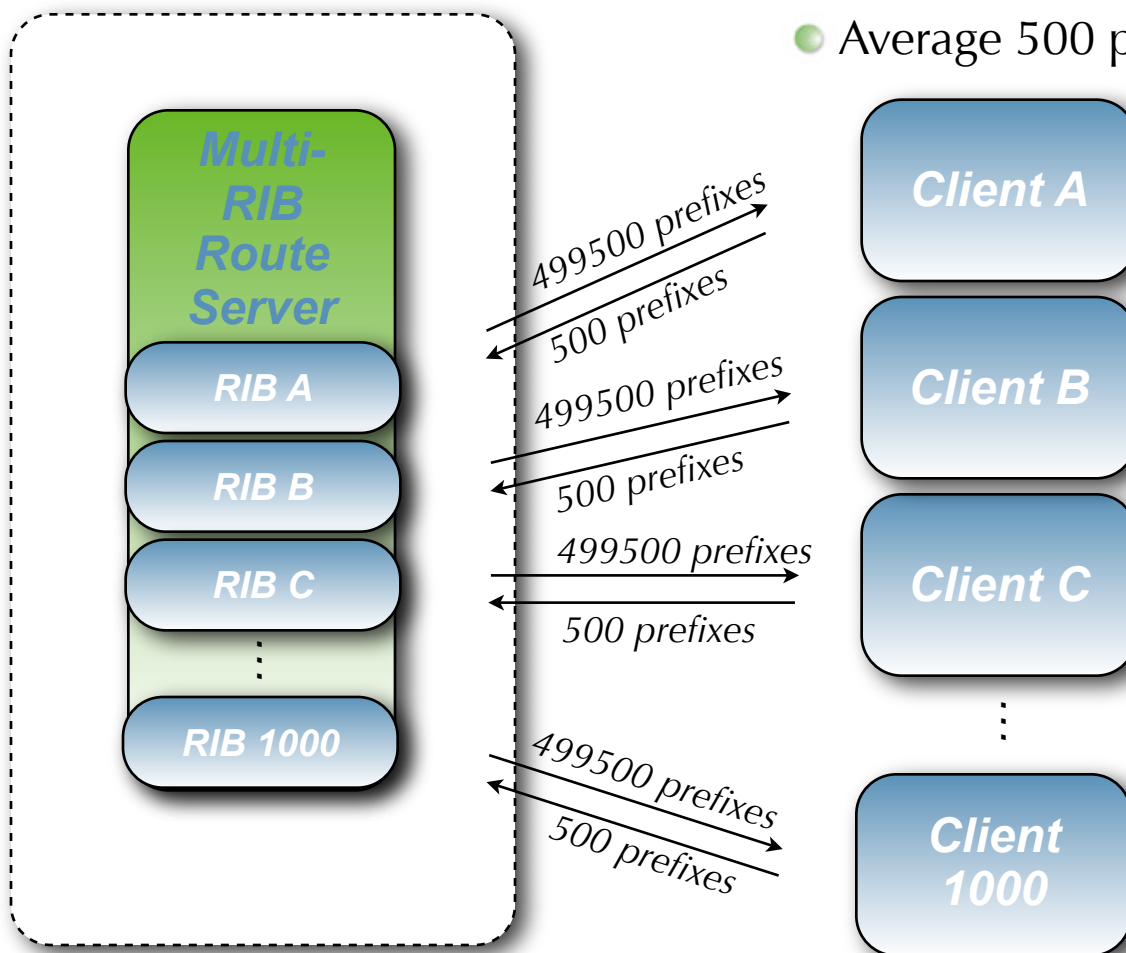 Average 500 p
Multi-
RIB
Route
Server
RIB A
RIB B
RIB C
⋮
RIB 1000
499500 prefixes
500 prefixes
499500 prefixes
500 prefixes
499500 prefixes
500 prefixes
499500 prefixes
500 prefixes
Client A
Client B
Client C
⋮
Client
1000